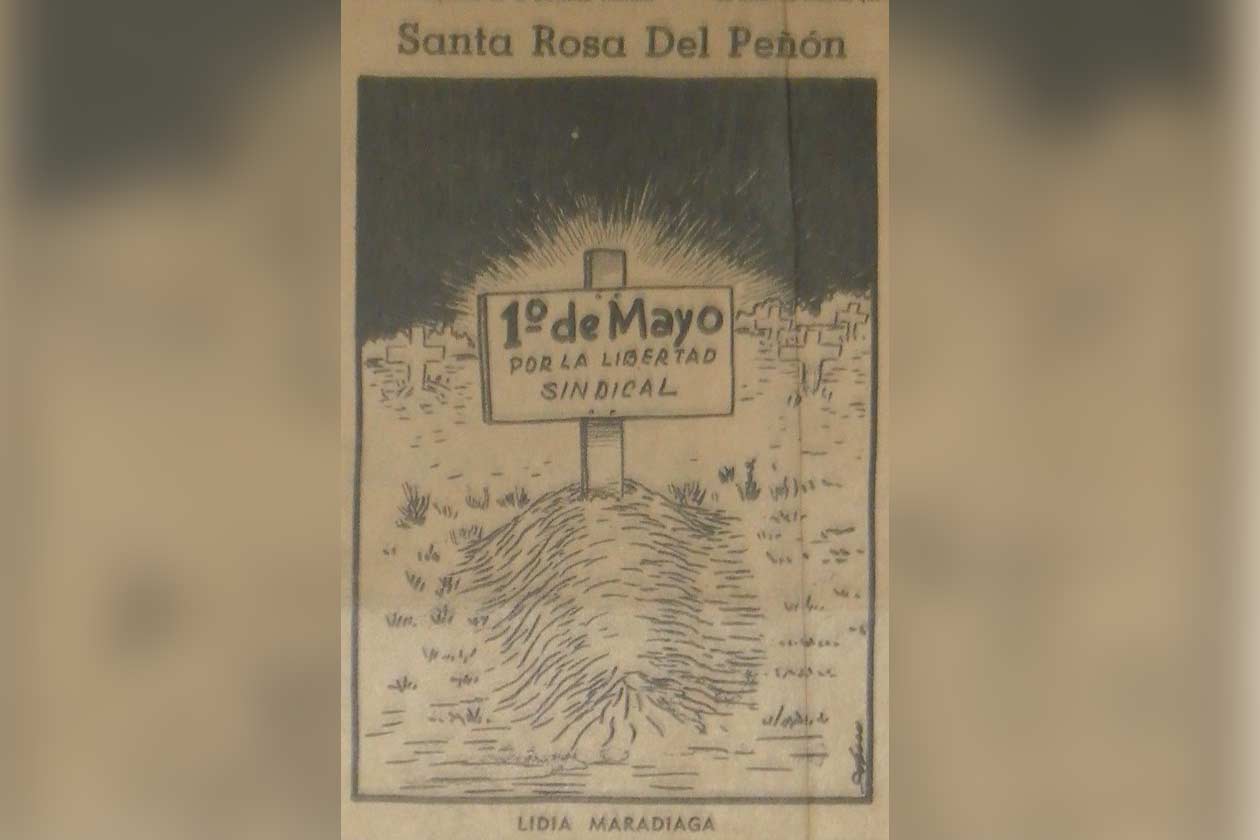 Santa Rosa Del Peñón
1º de Mayo
POR LA LIBERTAD
SINDICAL
LIDIA MARADIAGA